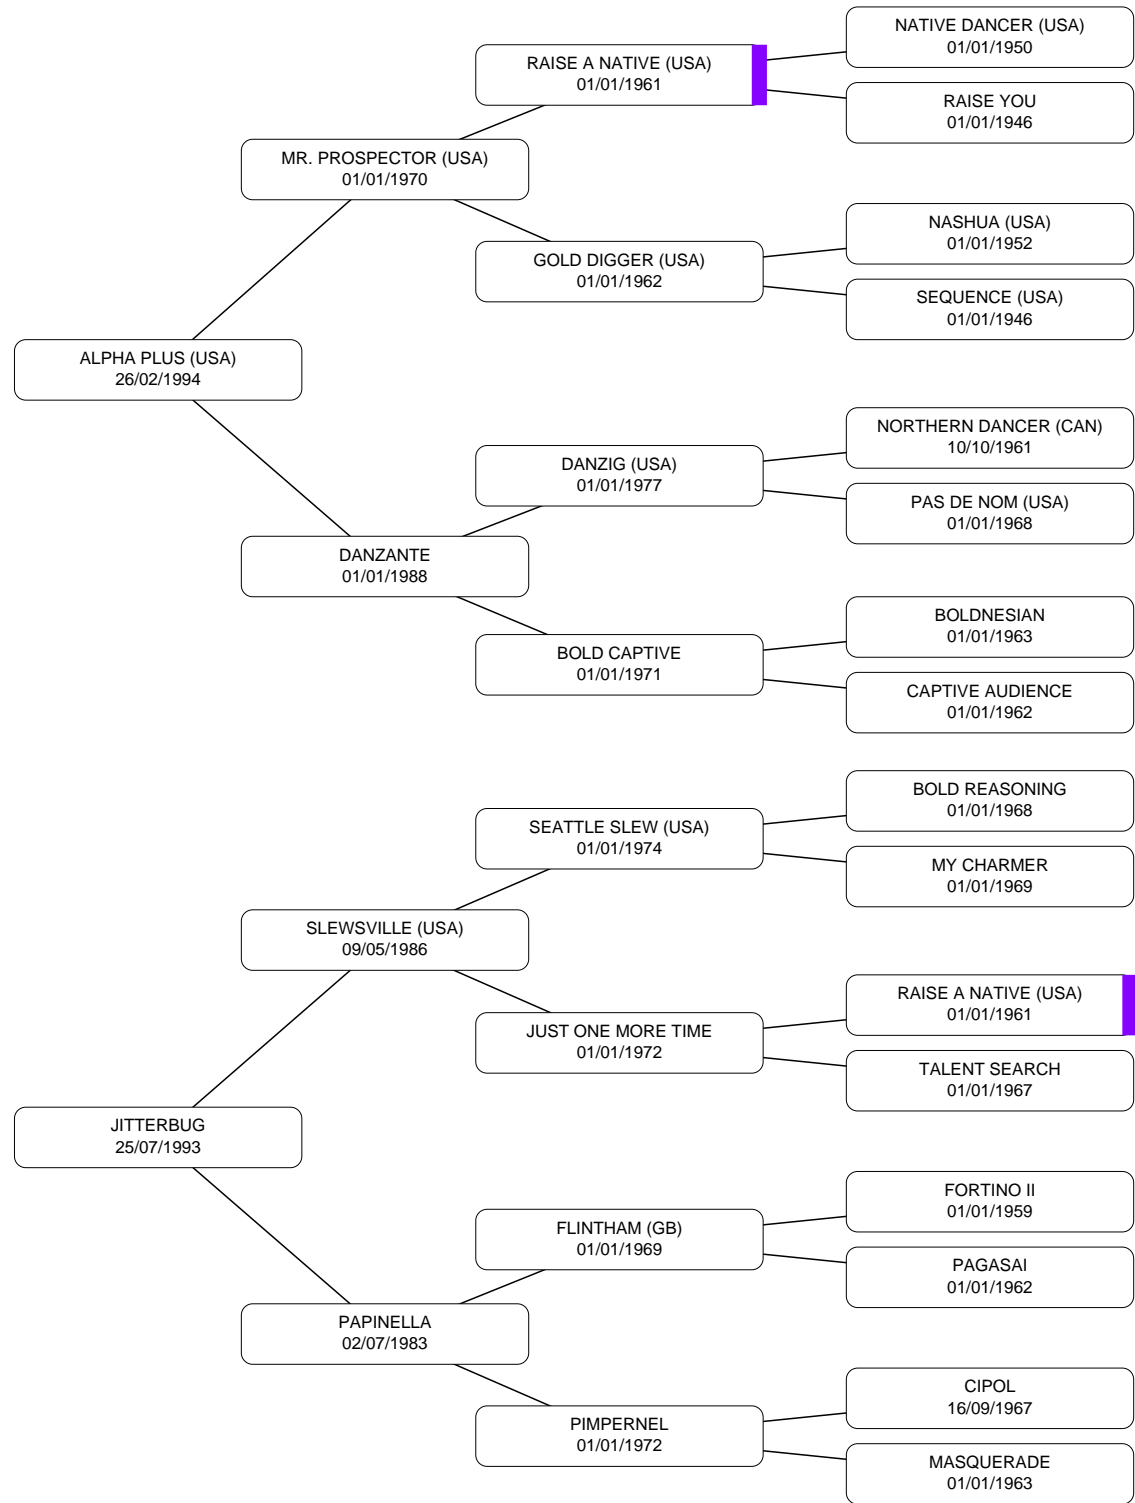 NATIVE DANCER (USA)
01/01/1950
RAISE A NATIVE (USA)
01/01/1961
RAISE YOU
01/01/1946
MR. PROSPECTOR (USA)
01/01/1970
NASHUA (USA)
01/01/1952
GOLD DIGGER (USA)
01/01/1962
SEQUENCE (USA)
01/01/1946
ALPHA PLUS (USA)
26/02/1994
NORTHERN DANCER (CAN)
10/10/1961
DANZIG (USA)
01/01/1977
PAS DE NOM (USA)
01/01/1968
DANZANTE
01/01/1988
BOLDNESIAN
01/01/1963
BOLD CAPTIVE
01/01/1971
CAPTIVE AUDIENCE
01/01/1962
BOLD REASONING
01/01/1968
SEATTLE SLEW (USA)
01/01/1974
MY CHARMER
01/01/1969
SLEWSVILLE (USA)
09/05/1986
RAISE A NATIVE (USA)
01/01/1961
JUST ONE MORE TIME
01/01/1972
TALENT SEARCH
01/01/1967
JITTERBUG
25/07/1993
FORTINO II
01/01/1959
FLINTHAM (GB)
01/01/1969
PAGASAI
01/01/1962
PAPINELLA
02/07/1983
CIPOL
16/09/1967
PIMPERNEL
01/01/1972
MASQUERADE
01/01/1963